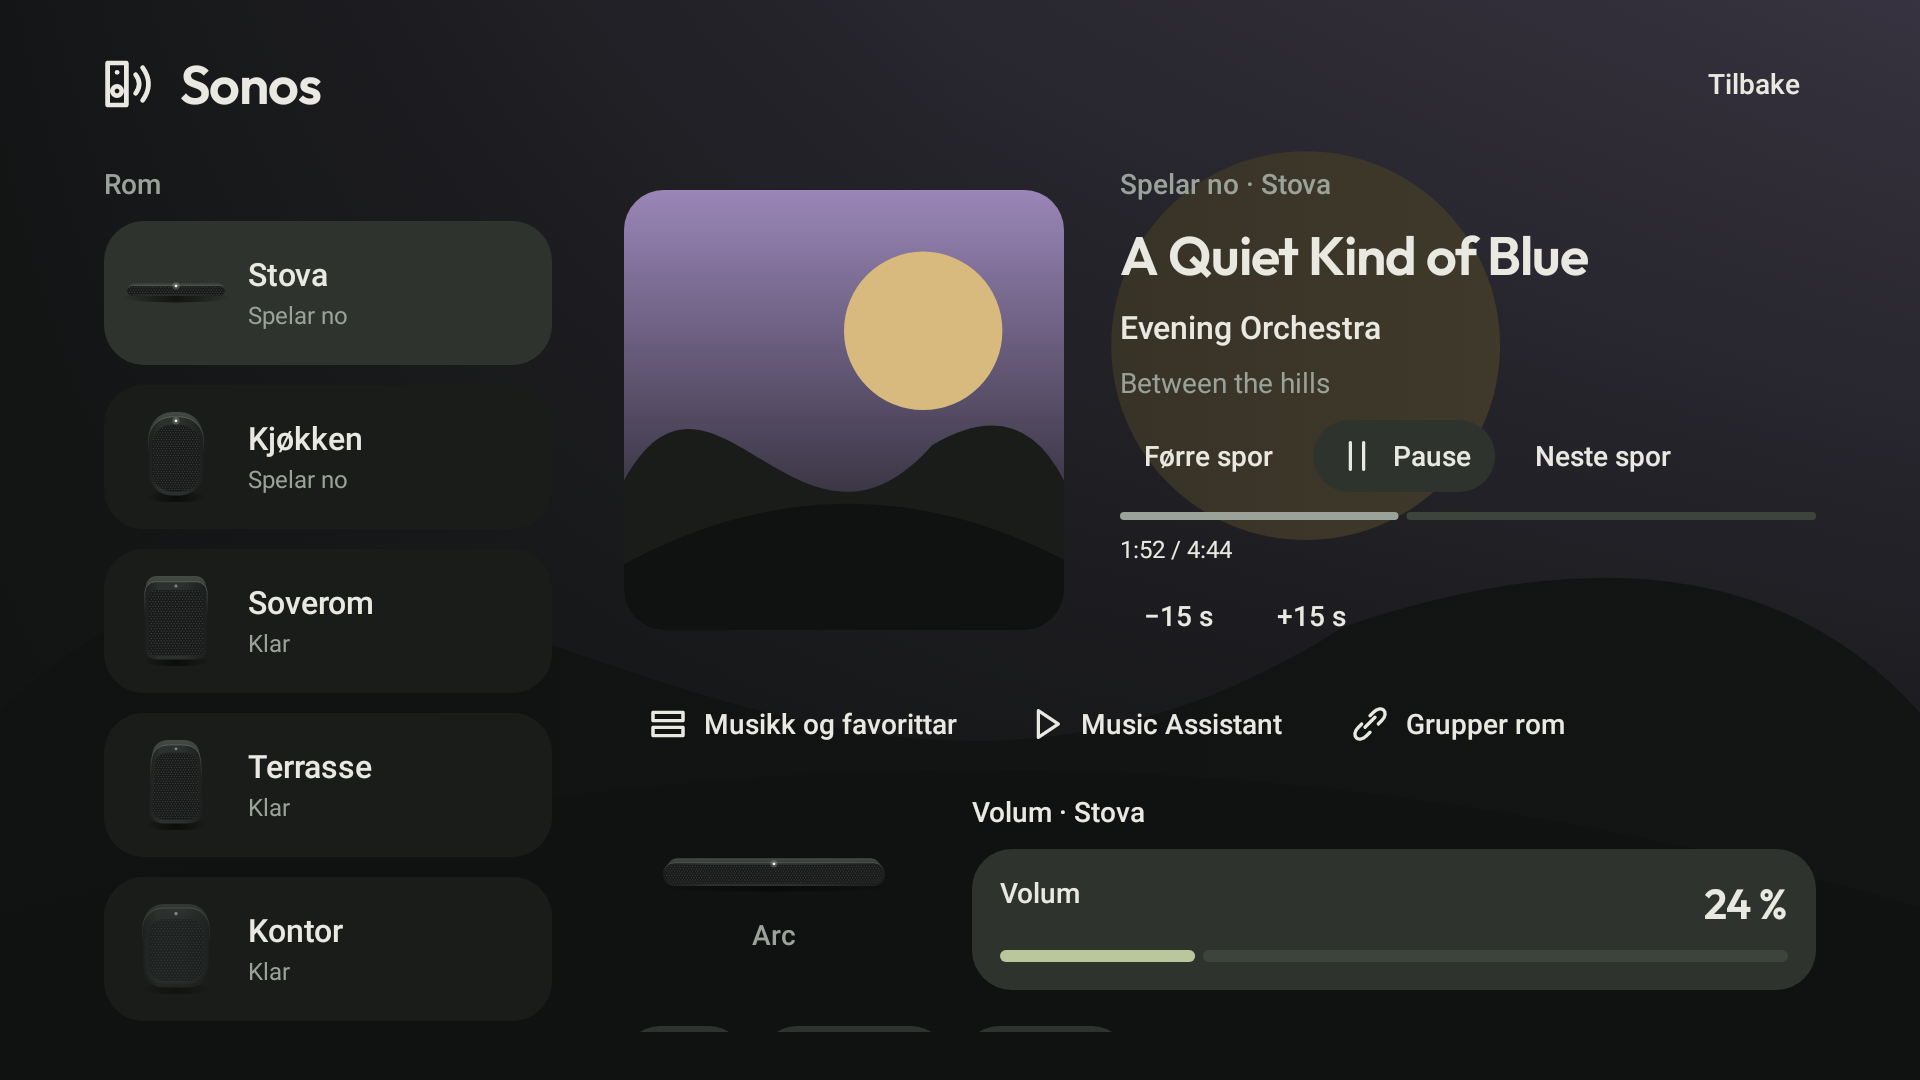 Sonos
Tilbake
Rom
Stova
Spelar no
Kjøkken
Spelar no
Soverom
Klar
Terrasse
Klar
Kontor
Klar
Spelar no · Stova
A Quiet Kind of Blue
Evening Orchestra
Between the hills
Førre spor
Pause
Neste spor
1:52 / 4:44
−15 s
+15 s
Musikk og favorittar
Music Assistant
Grupper rom
Arc
Volum · Stova
Volum
24 %